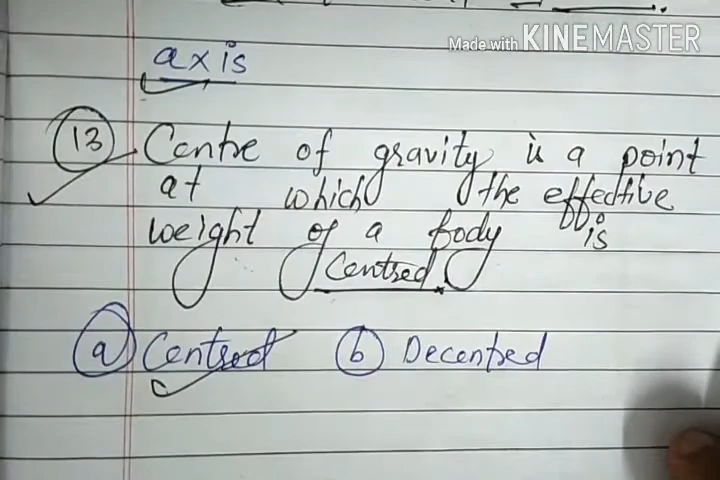 Made with KINEMASTER
axis
13 Centre of gravity is a point
at which the effective
weight of a body is
Centred.
a Centred b Decentred